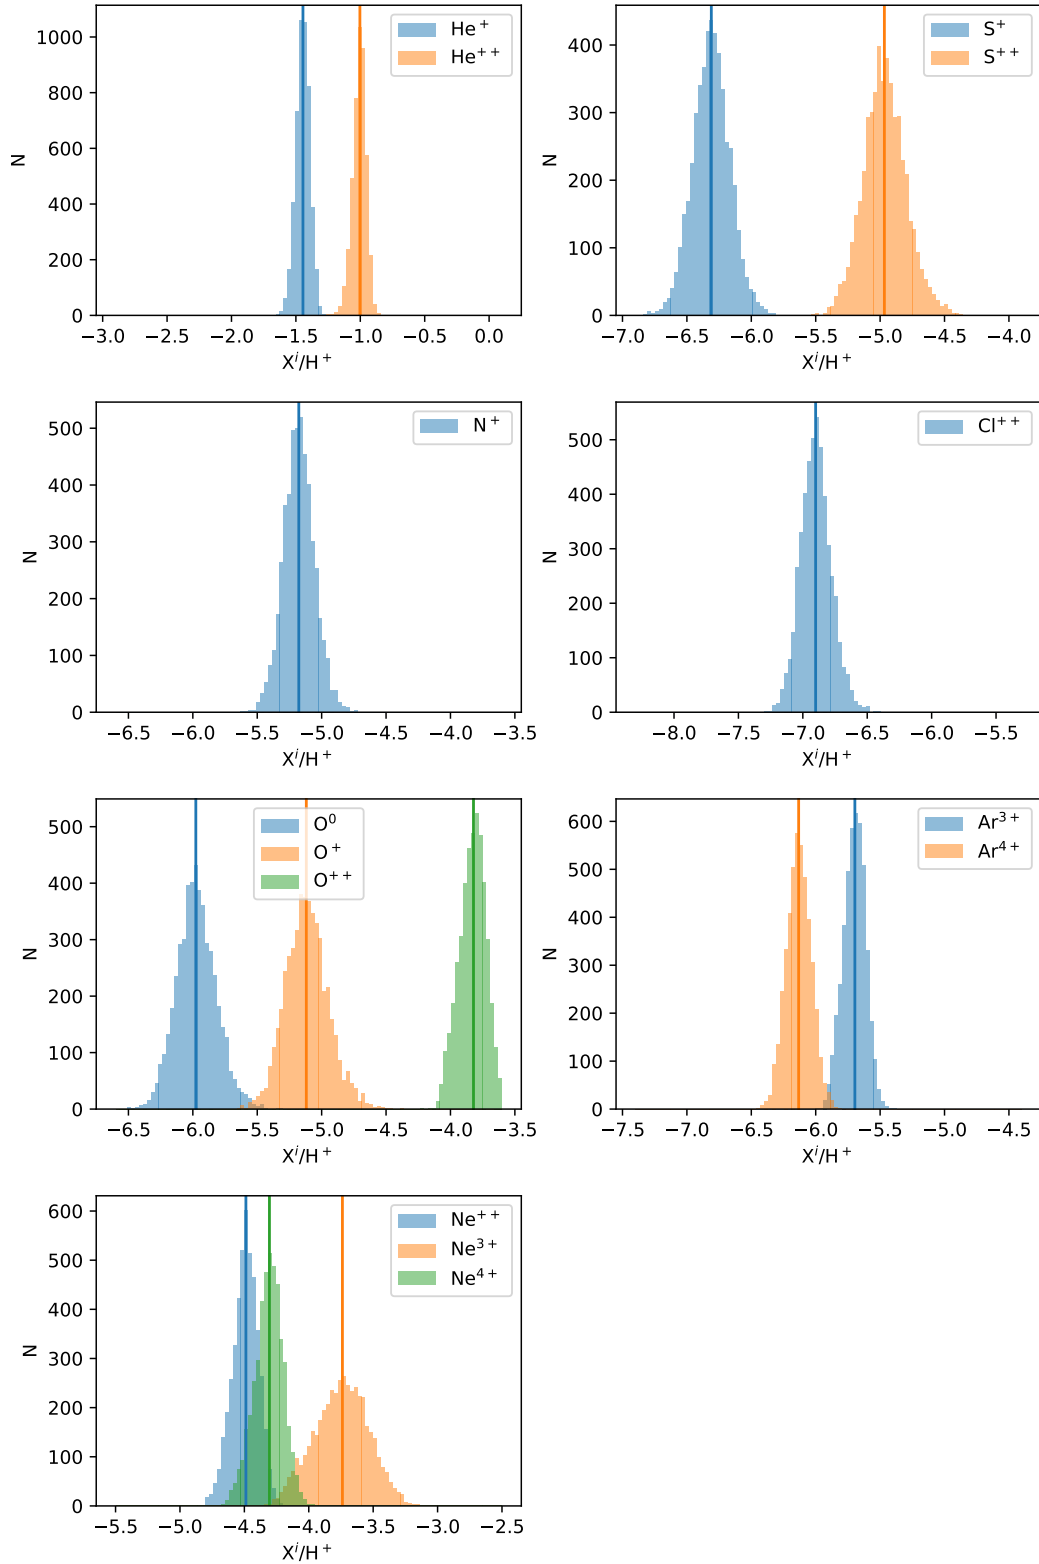 He⁺
He⁺⁺
N
1000
800
600
400
200
0
−3.0 −2.5 −2.0 −1.5 −1.0 −0.5 0.0
Xⁱ/H⁺
S⁺
S⁺⁺
N
400
300
200
100
0
−7.0 −6.5 −6.0 −5.5 −5.0 −4.5 −4.0
Xⁱ/H⁺
N⁺
N
500
400
300
200
100
0
−6.5 −6.0 −5.5 −5.0 −4.5 −4.0 −3.5
Xⁱ/H⁺
Cl⁺⁺
N
500
400
300
200
100
0
−8.0 −7.5 −7.0 −6.5 −6.0 −5.5
Xⁱ/H⁺
O⁰
O⁺
O⁺⁺
N
500
400
300
200
100
0
−6.5 −6.0 −5.5 −5.0 −4.5 −4.0 −3.5
Xⁱ/H⁺
Ar³⁺
Ar⁴⁺
N
600
500
400
300
200
100
0
−7.5 −7.0 −6.5 −6.0 −5.5 −5.0 −4.5
Xⁱ/H⁺
Ne⁺⁺
Ne³⁺
Ne⁴⁺
N
600
500
400
300
200
100
0
−5.5 −5.0 −4.5 −4.0 −3.5 −3.0 −2.5
Xⁱ/H⁺